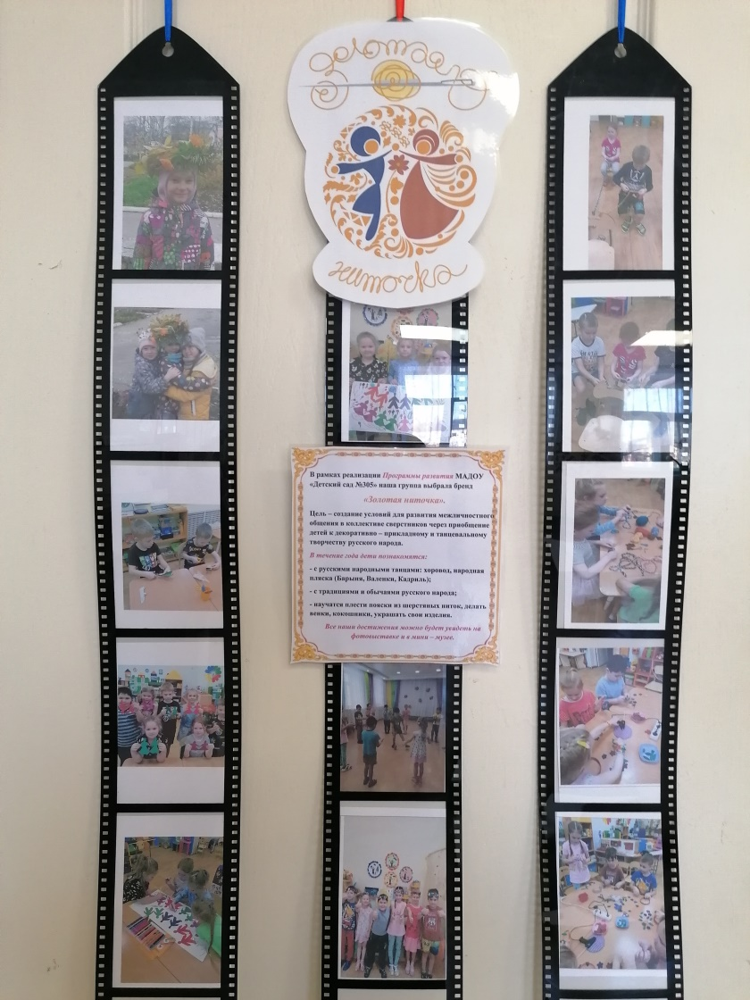 Золотая
ниточка
В рамках реализации Программы развития МАДОУ
«Детский сад №305» наша группа выбрала бренд
«Золотая ниточка».
Цель – создание условий для развития межличностного
общения в коллективе сверстников через приобщение
детей к декоративно – прикладному и танцевальному
творчеству русского народа.
В течение года дети познакомятся:
- с русскими народными танцами: хоровод, народная
пляска (Барыня, Валенки, Кадриль);
- с традициями и обычаями русского народа;
- научатся плести пояски из шерстяных ниток, делать
венки, кокошники, украшать свои изделия.
Все наши достижения можно будет увидеть на
фотовыставке и в мини – музее.